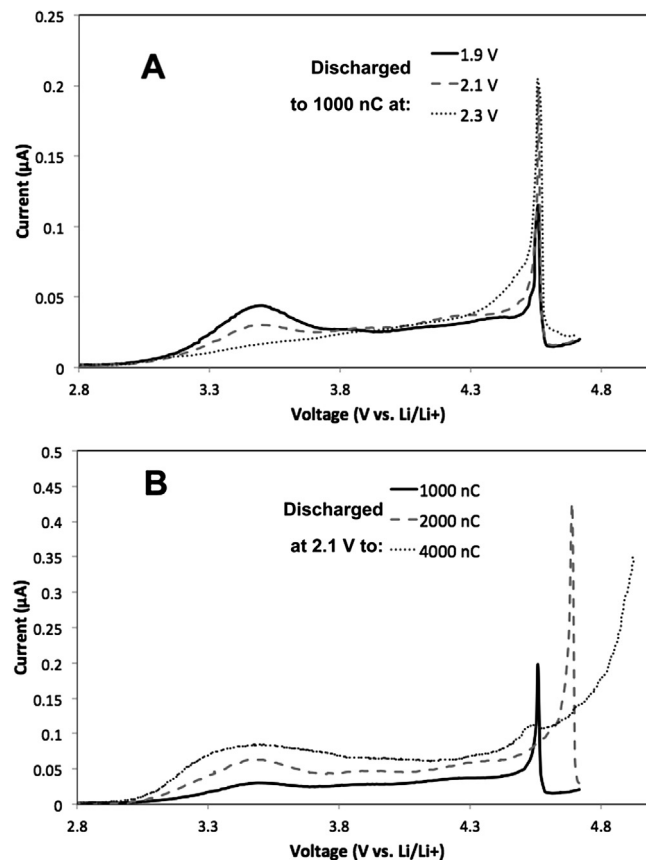 0.25
A
Discharged
to 1000 nC at:
1.9 V
2.1 V
2.3 V
0.2
0.15
0.1
0.05
0
Current (µA)
2.8 3.3 3.8 4.3 4.8
Voltage (V vs. Li/Li+)
0.5
B
Discharged
at 2.1 V to:
1000 nC
2000 nC
4000 nC
0.45
0.4
0.35
0.3
0.25
0.2
0.15
0.1
0.05
0
Current (µA)
2.8 3.3 3.8 4.3 4.8
Voltage (V vs. Li/Li+)